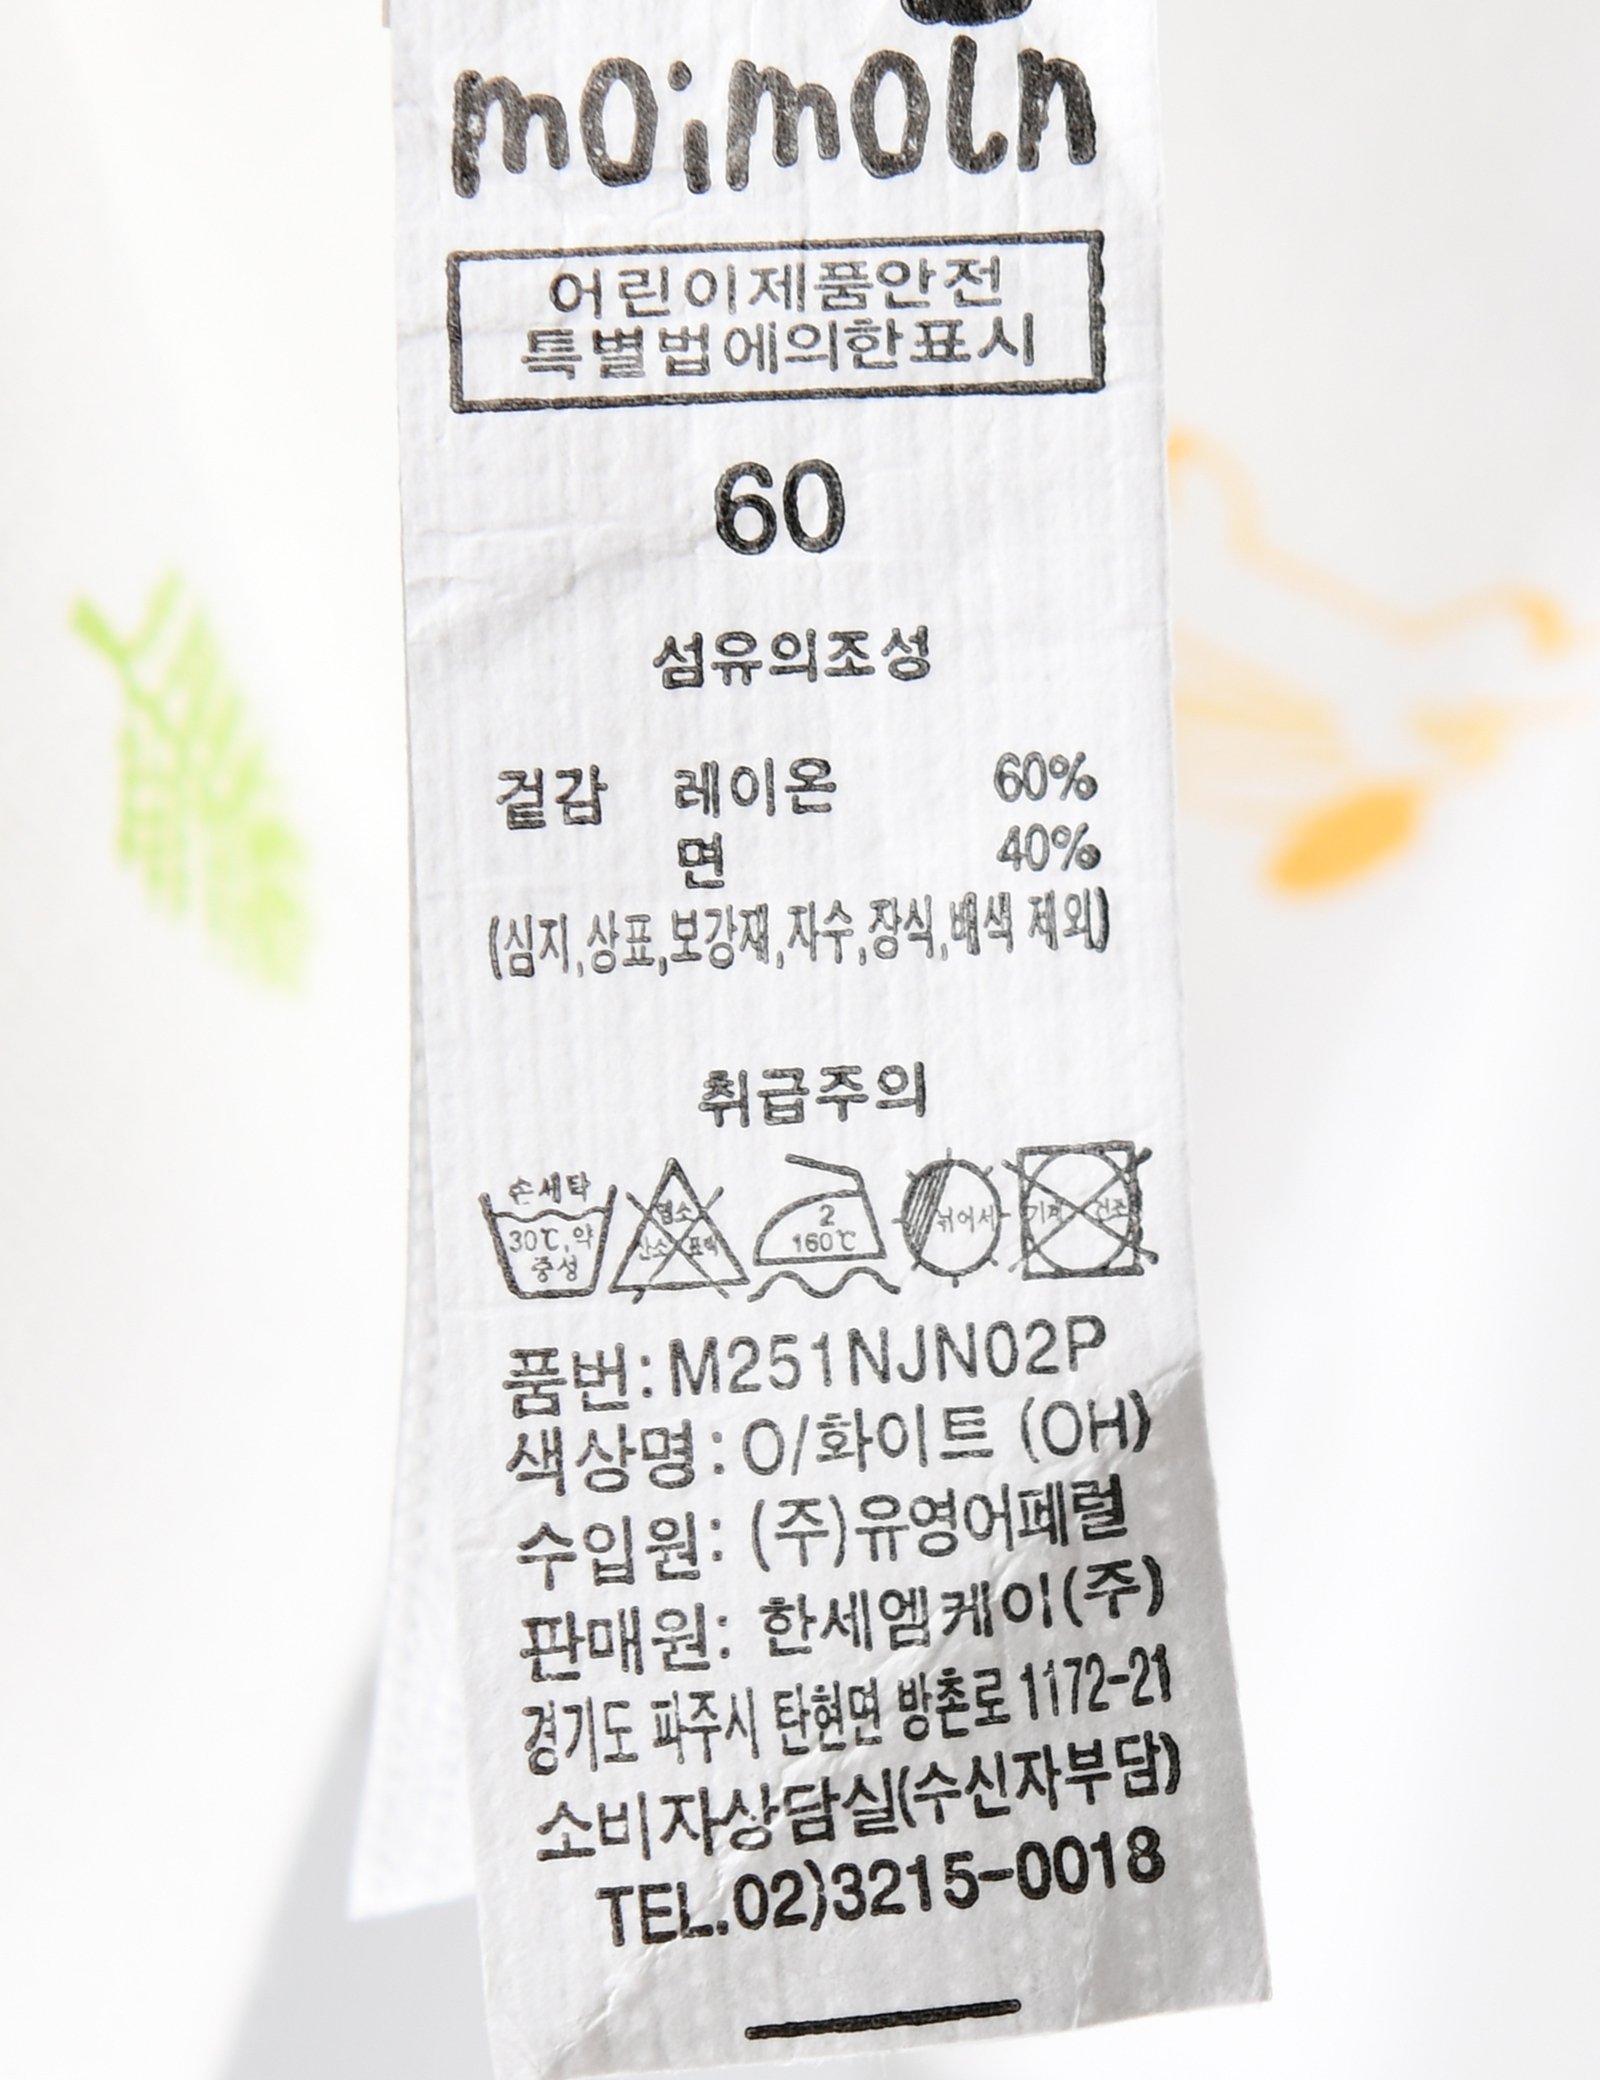 moimoln
어린이제품안전
특별법에의한표시
60
섬유의조성
겉감 레이온 60%
면 40%
(심지,상표,보강재,자수,장식,배색 제외)
취급주의
손세탁
30℃,약
중성
염소
산소 표백
2
160℃
뉘어서
기계 건조
품번:M251NJN02P
색상명:O/화이트 (OH)
수입원: (주)유영어페럴
판매원: 한세엠케이(주)
경기도 파주시 탄현면 방촌로 1172-21
소비자상담실(수신자부담)
TEL.02)3215-0018